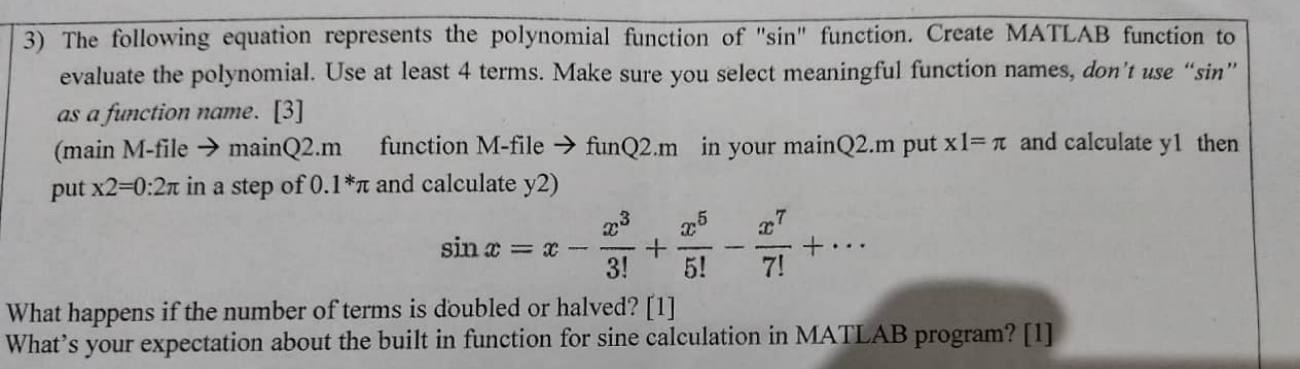 3) The following equation represents the polynomial function of "sin" function. Create MATLAB function to
evaluate the polynomial. Use at least 4 terms. Make sure you select meaningful function names, don't use “sin”
as a function name. [3]
(main M-file → mainQ2.m function M-file → funQ2.m in your mainQ2.m put x1= π and calculate y1 then
put x2=0:2π in a step of 0.1*π and calculate y2)
sin x = x − x³/3! + x⁵/5! − x⁷/7! + ···
What happens if the number of terms is doubled or halved? [1]
What's your expectation about the built in function for sine calculation in MATLAB program? [1]